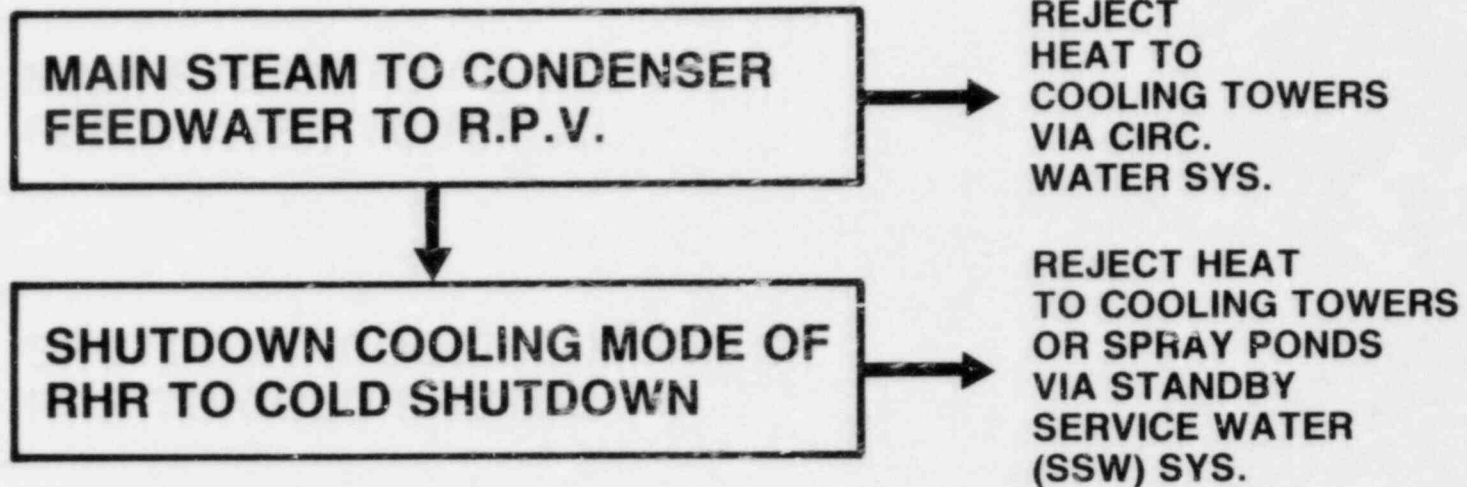 MAIN STEAM TO CONDENSER
FEEDWATER TO R.P.V.
REJECT
HEAT TO
COOLING TOWERS
VIA CIRC.
WATER SYS.
SHUTDOWN COOLING MODE OF
RHR TO COLD SHUTDOWN
REJECT HEAT
TO COOLING TOWERS
OR SPRAY PONDS
VIA STANDBY
SERVICE WATER
(SSW) SYS.